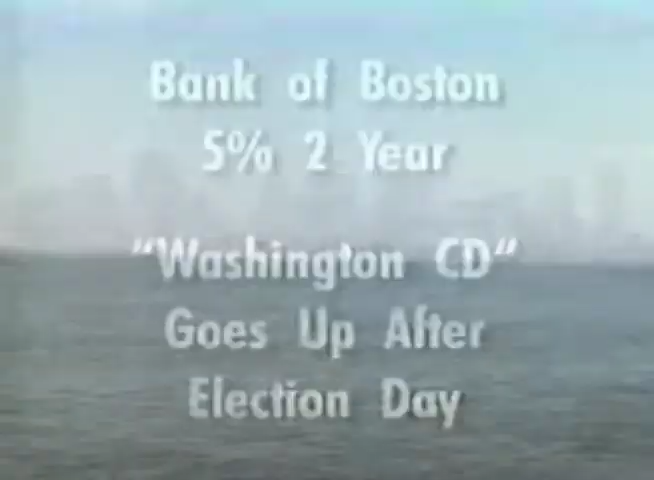 Bank of Boston
5% 2 Year
"Washington CD"
Goes Up After
Election Day